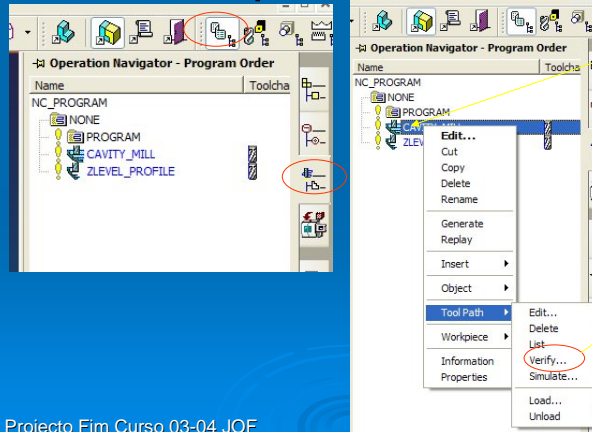 Operation Navigator - Program Order
Name Toolcha
NC_PROGRAM
NONE
PROGRAM
CAVITY_MILL
ZLEVEL_PROFILE
Operation Navigator - Program Order
Name Toolcha
NC_PROGRAM
NONE
PROGRAM
Edit...
Cut
Copy
Delete
Rename
Generate
Replay
Insert
Object
Tool Path
Workpiece
Information
Properties
Edit...
Delete
List
Verify...
Simulate...
Load...
Unload
Projecto Fim Curso 03-04 JOF